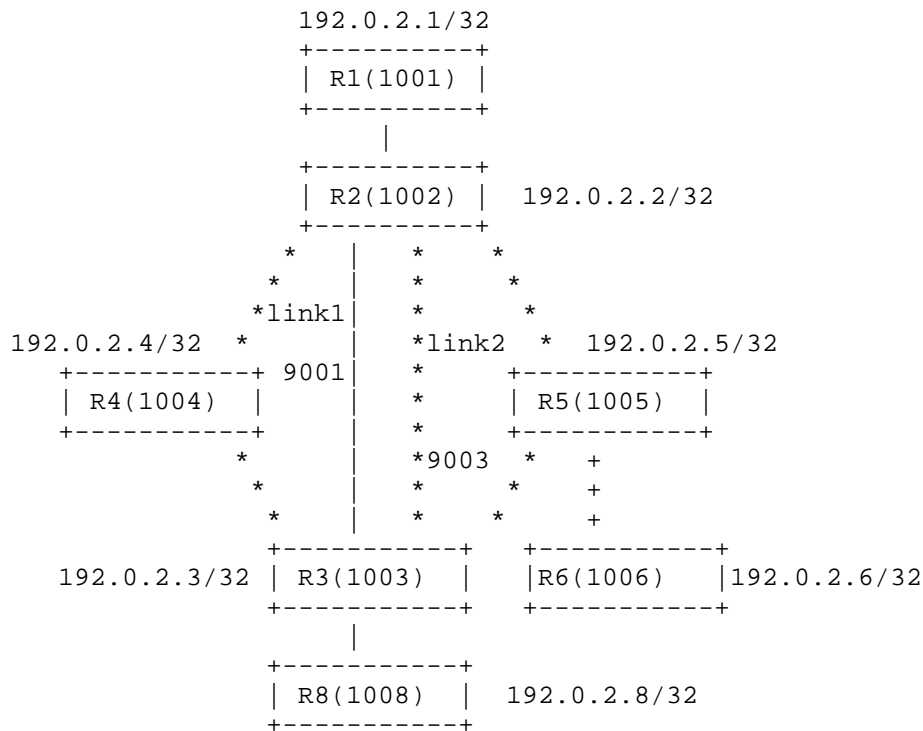 192.0.2.1/32
R1(1001)
R2(1002) 192.0.2.2/32
link1
192.0.2.4/32 link2 192.0.2.5/32
9001
R4(1004) R5(1005)
9003
192.0.2.3/32 R3(1003) R6(1006) 192.0.2.6/32
R8(1008) 192.0.2.8/32